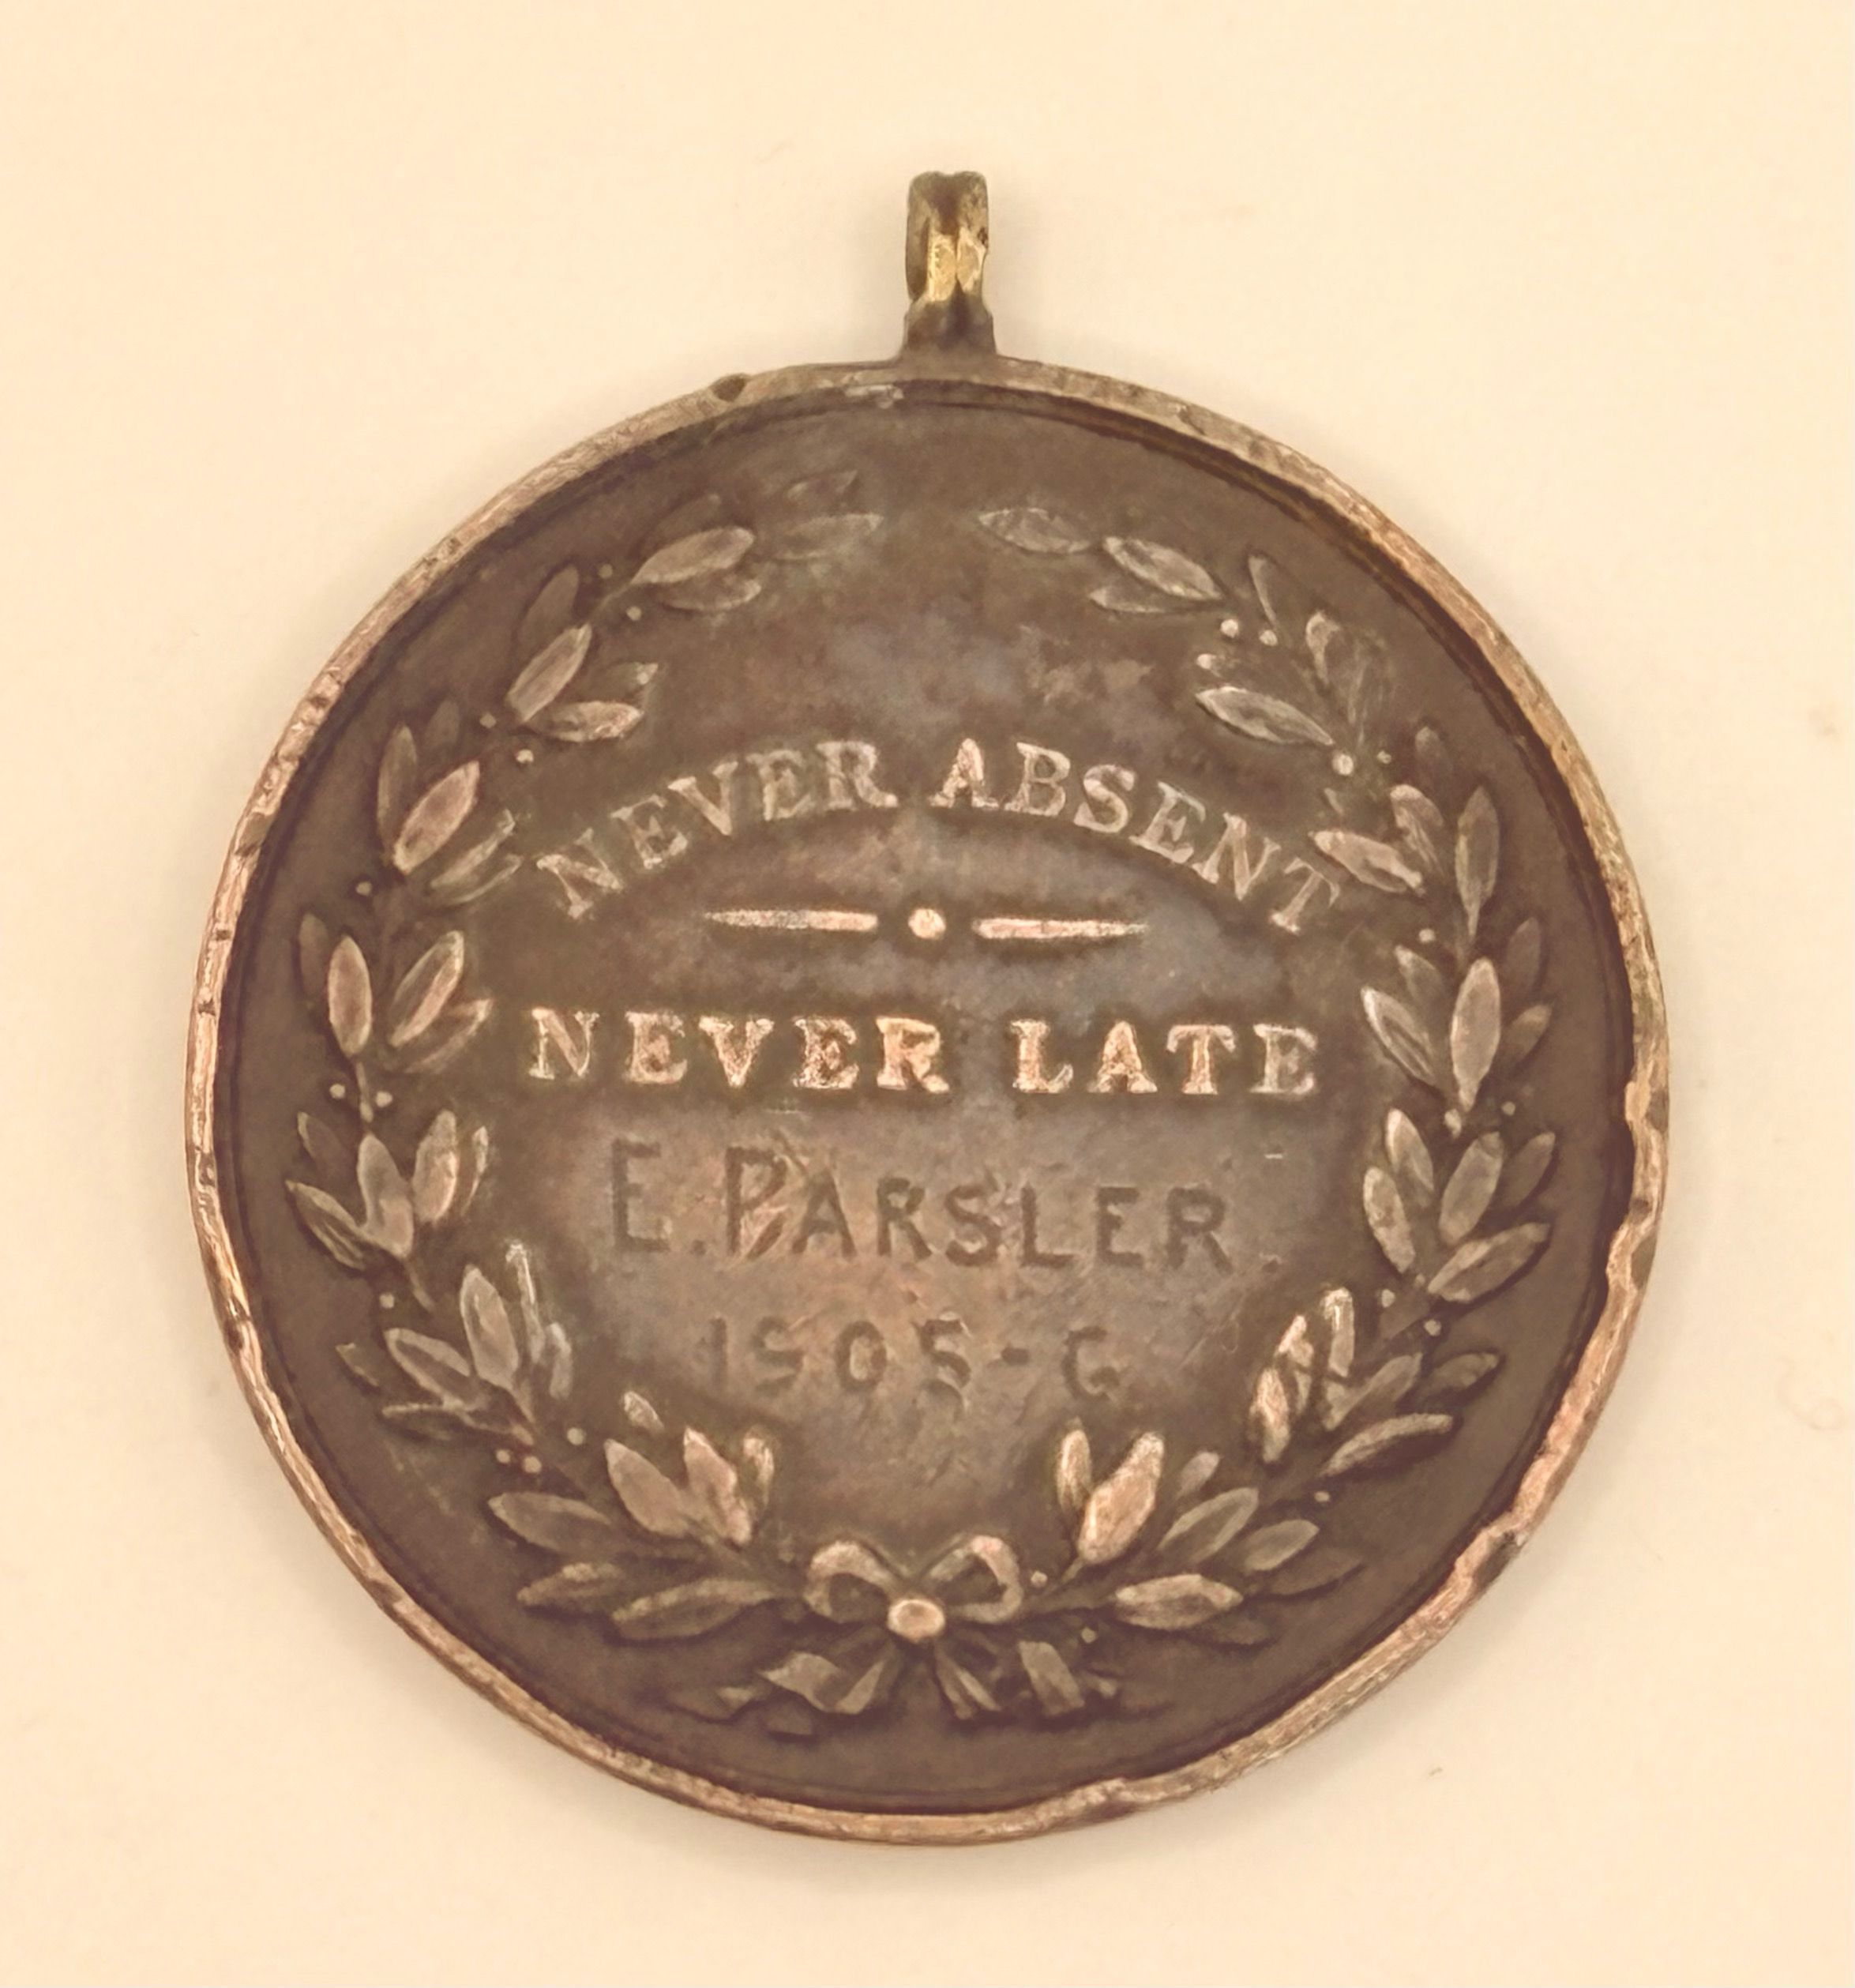 NEVER ABSENT
NEVER LATE
E. PARSLER.
1905-6